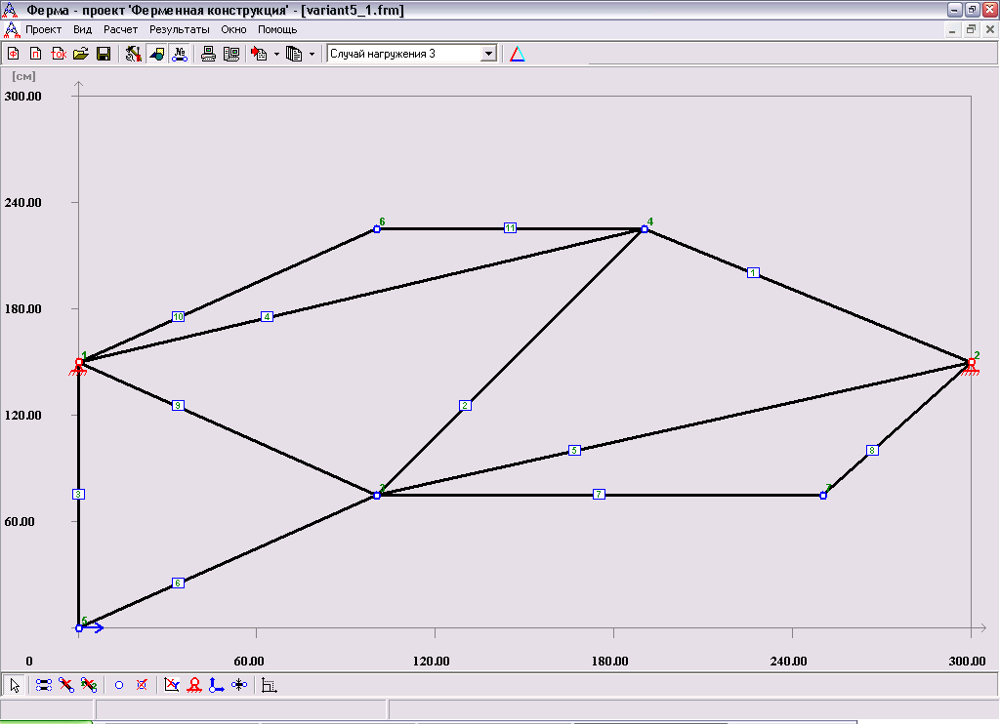 Ферма - проект 'Ферменная конструкция' - [variant5_1.frm]
Проект Вид Расчет Результаты Окно Помощь
Случай нагружения 3
[см]
300.00
240.00
6 11 4
1
180.00
10 4
1 2
120.00
9 2
5 8
3 7 7
60.00
6
5
0 60.00 120.00 180.00 240.00 300.00